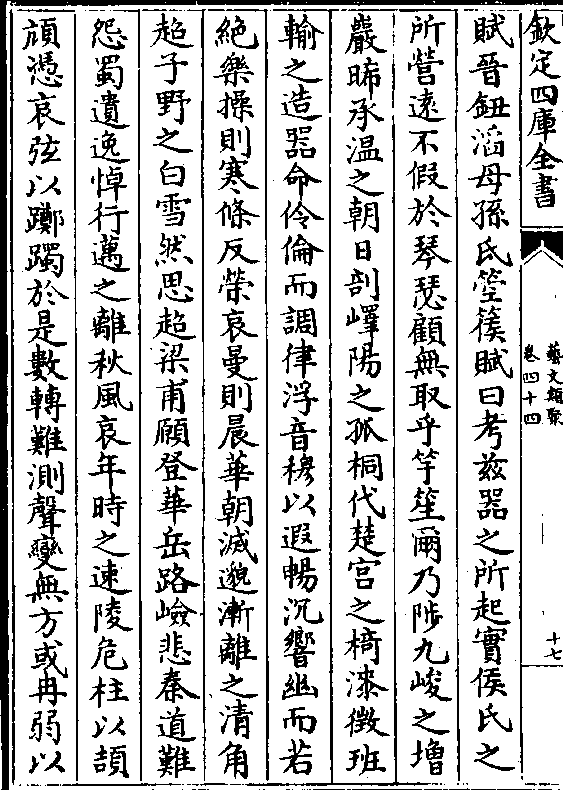 欽定四庫全書
藝文類聚
卷四十四
十七
賦晉鈕滔母孫氏箜篌賦曰考兹器之所起實侯氏之
所營遠不假於琴瑟顧無取乎竽笙爾乃陟九峻之增
嚴晞承温之朝日剖嶧陽之孤桐代楚宫之椅漆徴班
輸之造器命伶倫而調律浮音穆以遐暢沉響幽而若
絶樂操則寒條反榮哀曼則晨華朝滅邈漸離之清角
超子野之白雪然思超梁甫願登華岳路嶮悲秦道難
怨蜀遺逸悼行邁之離秋風哀年時之速陵危柱以頡
頏憑哀弦以躑躅於是數轉難測聲變無方或冉弱以